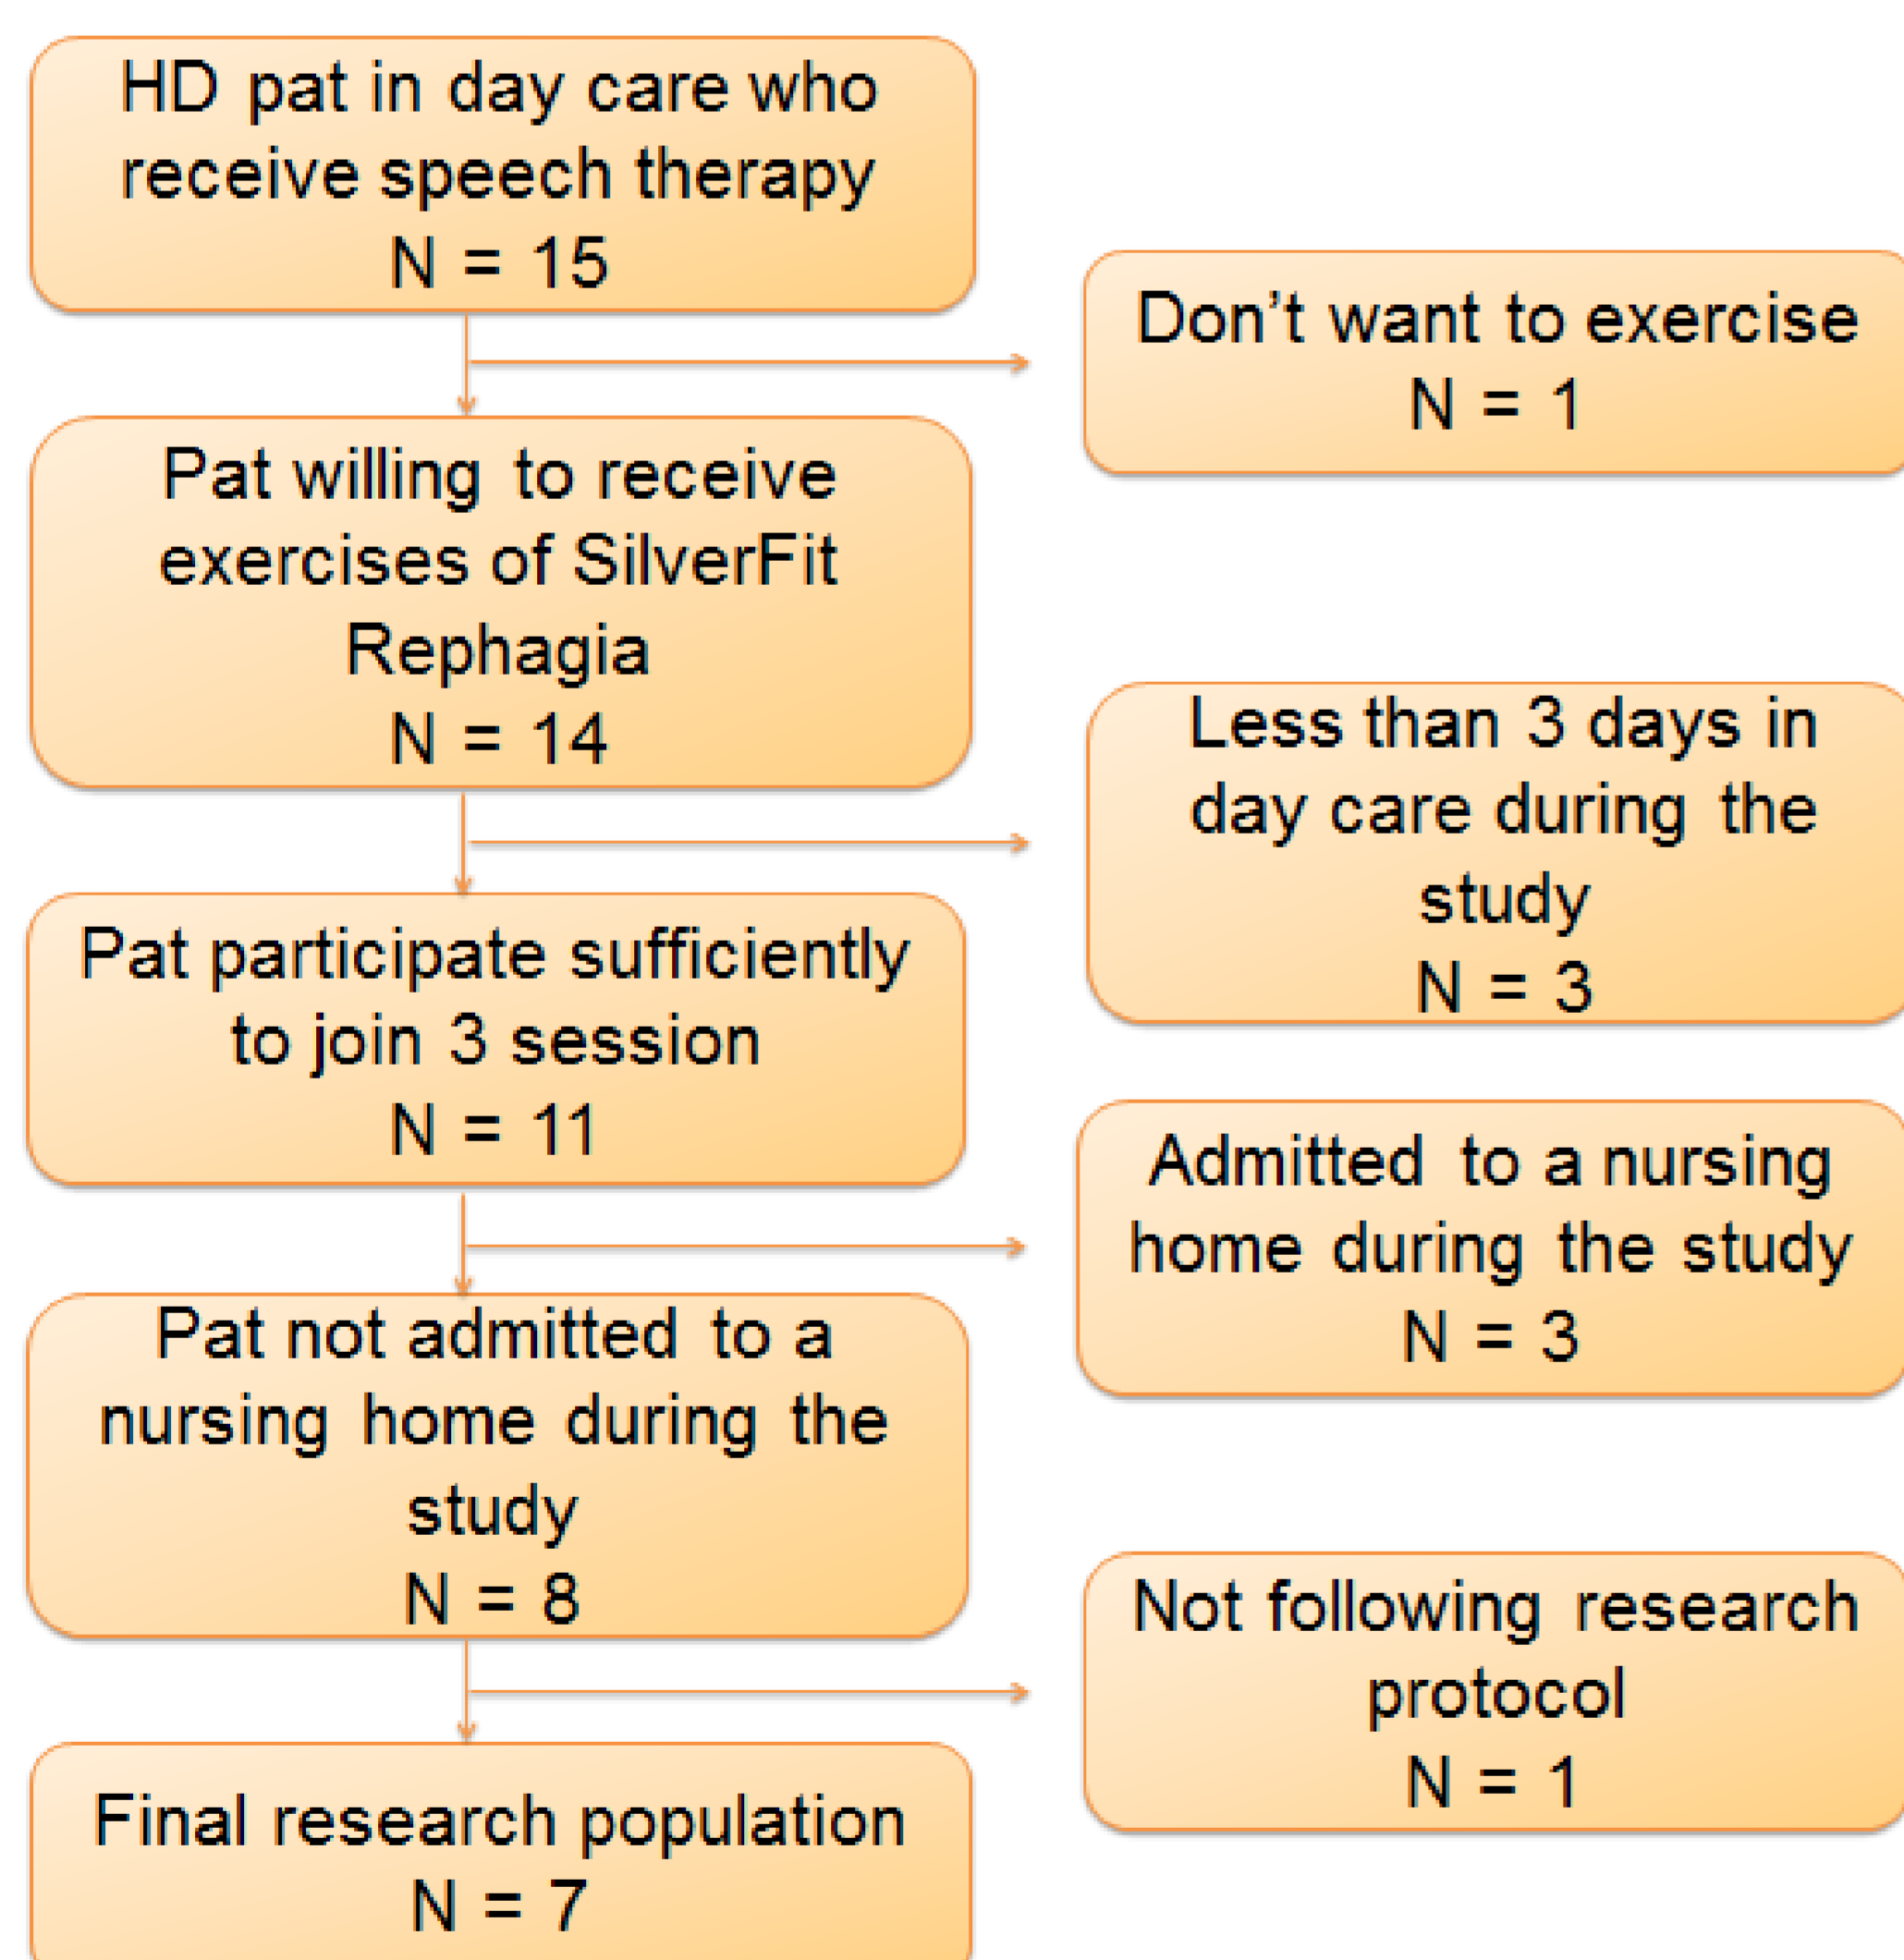 HD pat in day care who
receive speech therapy
N = 15
Don't want to exercise
N = 1
Pat willing to receive
exercises of SilverFit
Rephagia
N = 14
Less than 3 days in
day care during the
study
N = 3
Pat participate sufficiently
to join 3 session
N = 11
Admitted to a nursing
home during the study
N = 3
Pat not admitted to a
nursing home during the
study
N = 8
Not following research
protocol
N = 1
Final research population
N = 7